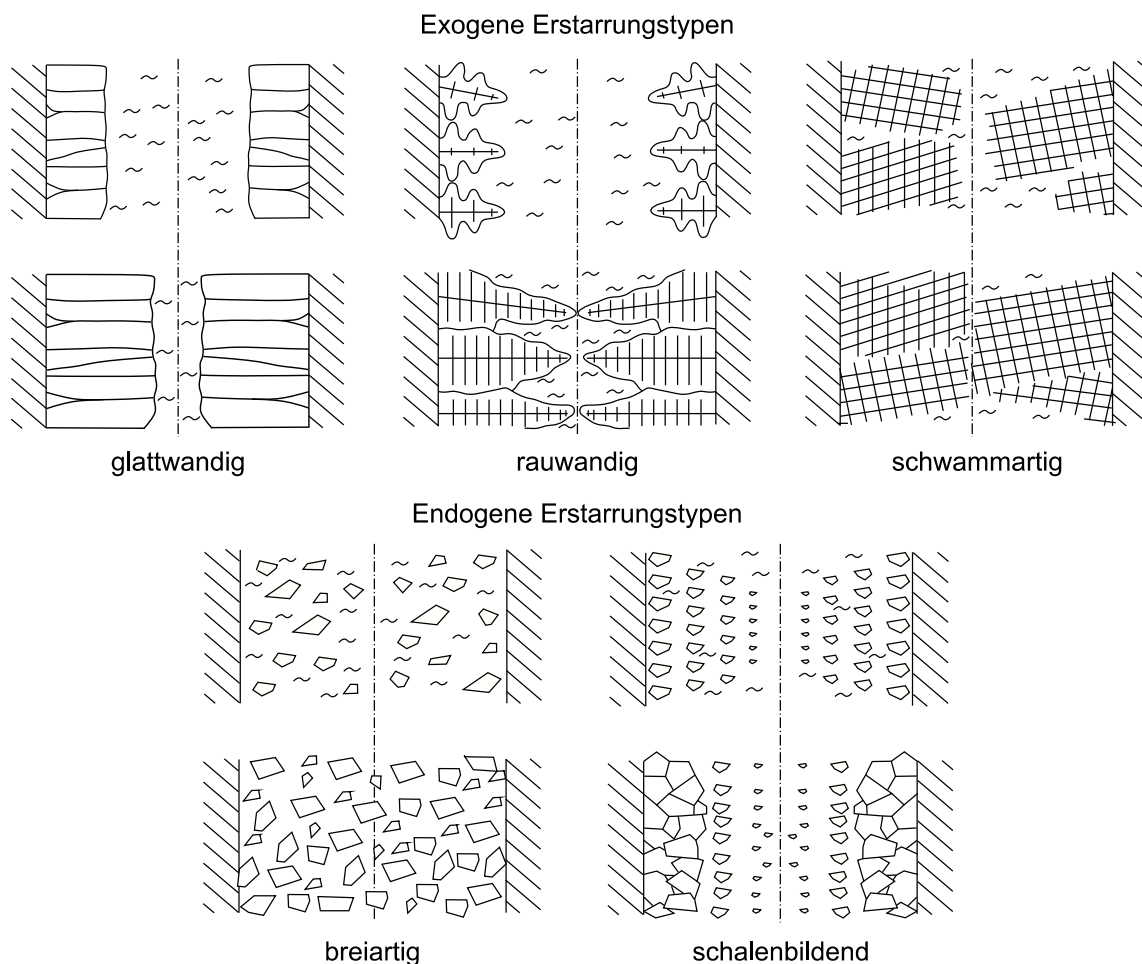 Exogene Erstarrungstypen
glattwandig
rauwandig
schwammartig
Endogene Erstarrungstypen
breiartig
schalenbildend